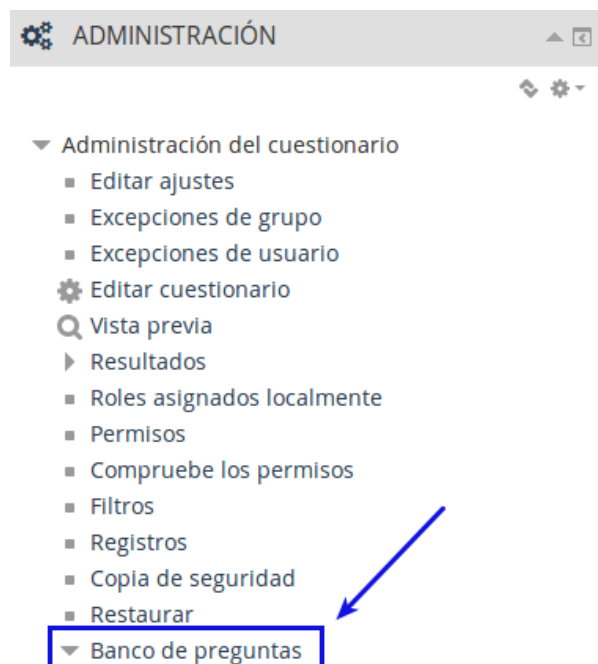 ADMINISTRACIÓN
Administración del cuestionario
Editar ajustes
Excepciones de grupo
Excepciones de usuario
Editar cuestionario
Vista previa
Resultados
Roles asignados localmente
Permisos
Compruebe los permisos
Filtros
Registros
Copia de seguridad
Restaurar
Banco de preguntas